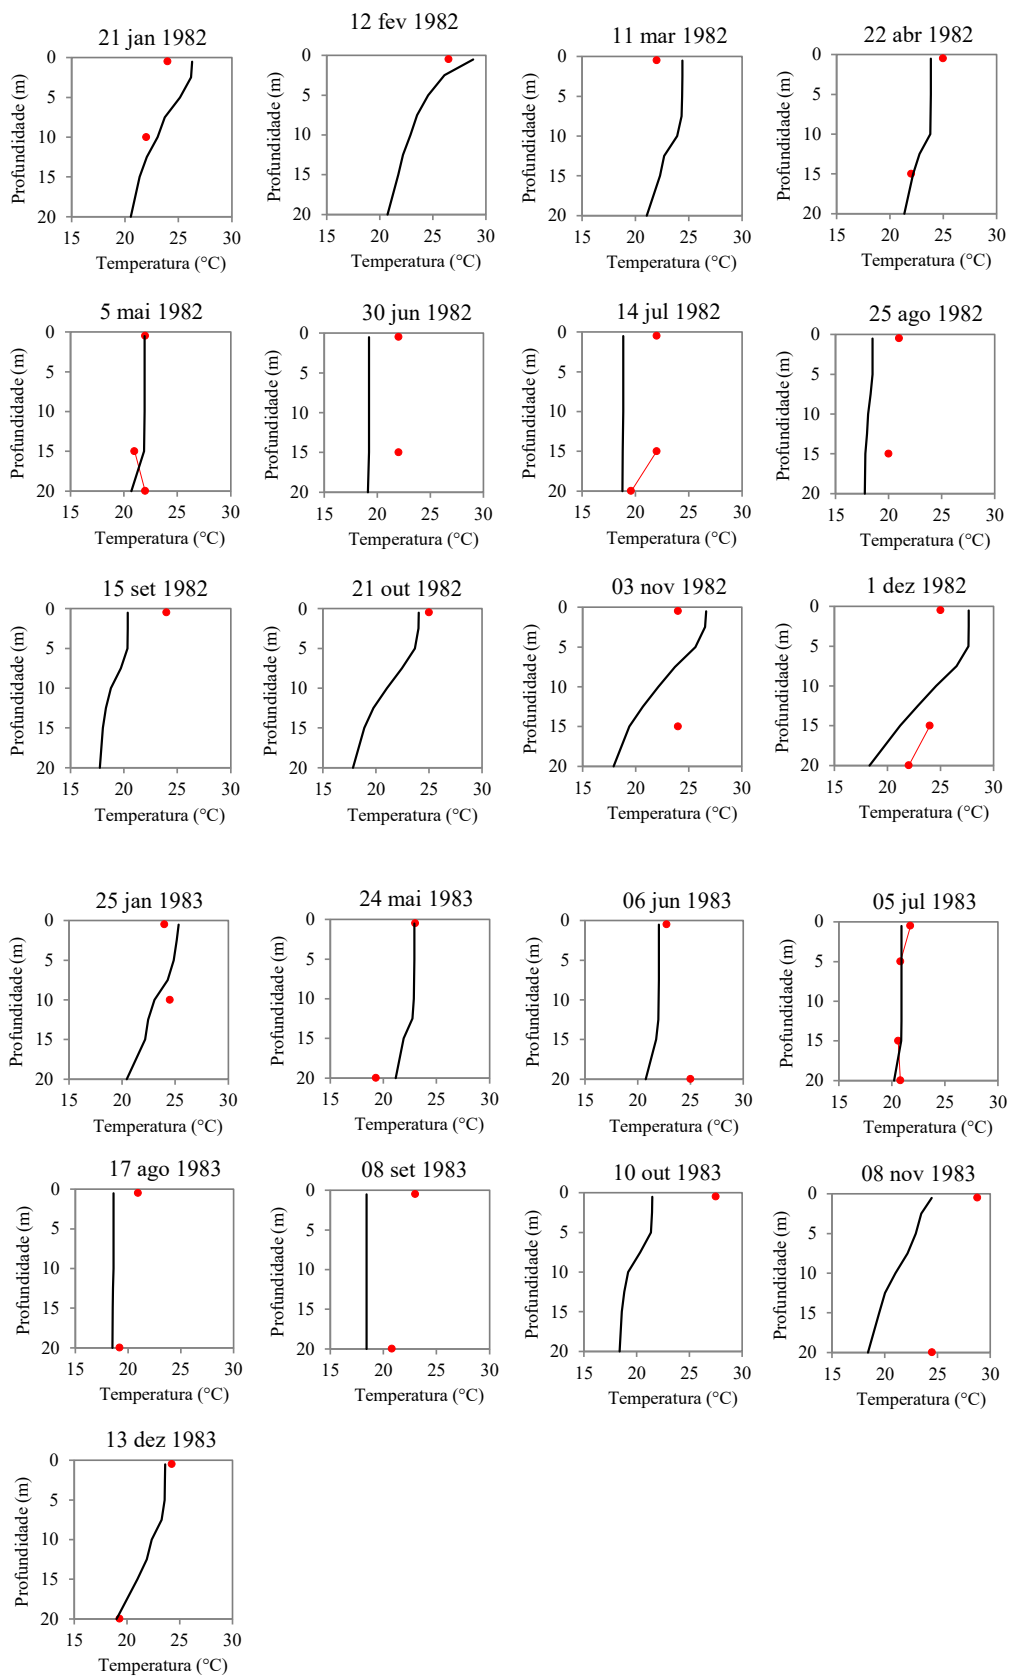 21 jan 1982
Profundidade (m)
0
5
10
15
20
15 20 25 30
Temperatura (°C)
12 fev 1982
Profundidade (m)
0
5
10
15
20
15 20 25 30
Temperatura (°C)
11 mar 1982
Profundidade (m)
0
5
10
15
20
15 20 25 30
Temperatura (°C)
22 abr 1982
Profundidade (m)
0
5
10
15
20
15 20 25 30
Temperatura (°C)
5 mai 1982
Profundidade (m)
0
5
10
15
20
15 20 25 30
Temperatura (°C)
30 jun 1982
Profundidade (m)
0
5
10
15
20
15 20 25 30
Temperatura (°C)
14 jul 1982
Profundidade (m)
0
5
10
15
20
15 20 25 30
Temperatura (°C)
25 ago 1982
Profundidade (m)
0
5
10
15
20
15 20 25 30
Temperatura (°C)
15 set 1982
Profundidade (m)
0
5
10
15
20
15 20 25 30
Temperatura (°C)
21 out 1982
Profundidade (m)
0
5
10
15
20
15 20 25 30
Temperatura (°C)
03 nov 1982
Profundidade (m)
0
5
10
15
20
15 20 25 30
Temperatura (°C)
1 dez 1982
Profundidade (m)
0
5
10
15
20
15 20 25 30
Temperatura (°C)
25 jan 1983
Profundidade (m)
0
5
10
15
20
15 20 25 30
Temperatura (°C)
24 mai 1983
Profundidade (m)
0
5
10
15
20
15 20 25 30
Temperatura (°C)
06 jun 1983
Profundidade (m)
0
5
10
15
20
15 20 25 30
Temperatura (°C)
05 jul 1983
Profundidade (m)
0
5
10
15
20
15 20 25 30
Temperatura (°C)
17 ago 1983
Profundidade (m)
0
5
10
15
20
15 20 25 30
Temperatura (°C)
08 set 1983
Profundidade (m)
0
5
10
15
20
15 20 25 30
Temperatura (°C)
10 out 1983
Profundidade (m)
0
5
10
15
20
15 20 25 30
Temperatura (°C)
08 nov 1983
Profundidade (m)
0
5
10
15
20
15 20 25 30
Temperatura (°C)
13 dez 1983
Profundidade (m)
0
5
10
15
20
15 20 25 30
Temperatura (°C)